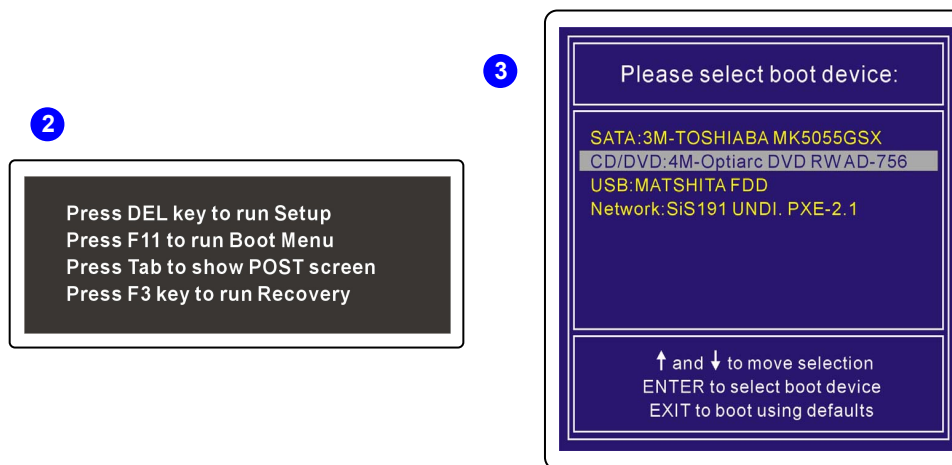 2
Press DEL key to run Setup
Press F11 to run Boot Menu
Press Tab to show POST screen
Press F3 key to run Recovery
3
Please select boot device:
SATA:3M-TOSHIABA MK5055GSX
CD/DVD:4M-Optiarc DVD RW AD-756
USB:MATSHITA FDD
Network:SiS191 UNDI. PXE-2.1
↑ and ↓ to move selection
ENTER to select boot device
EXIT to boot using defaults